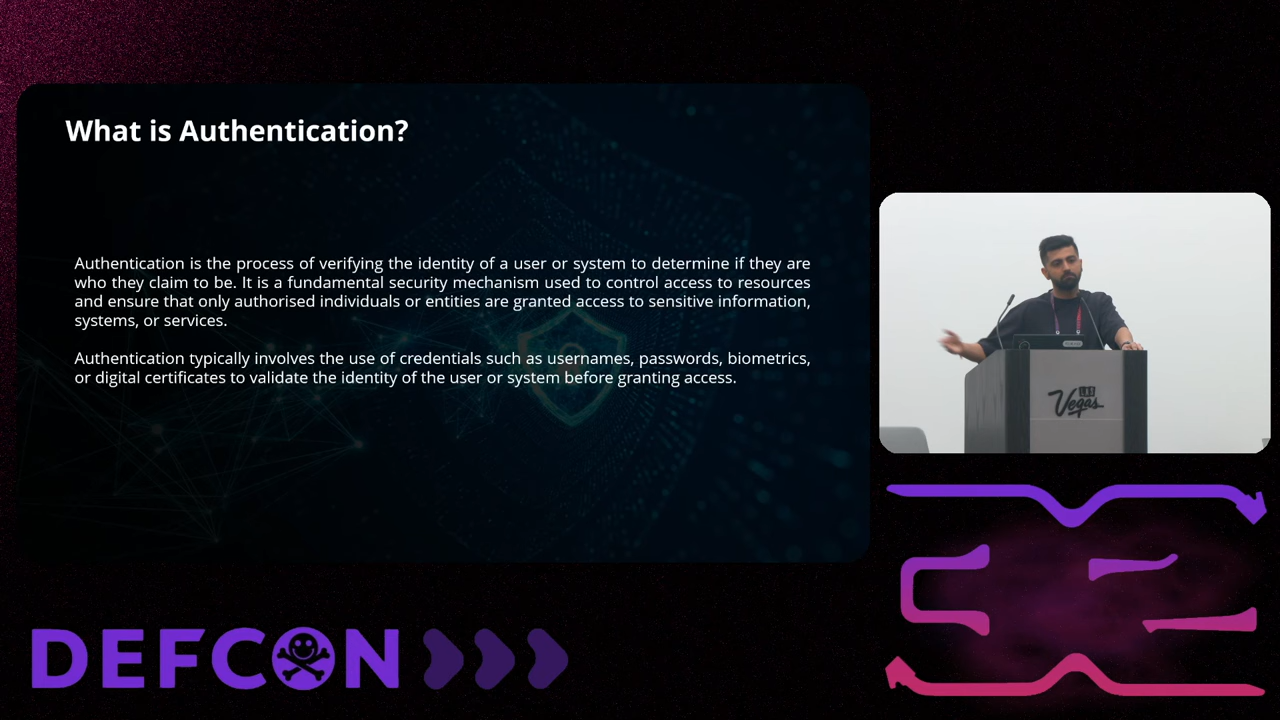 What is Authentication?
Authentication is the process of verifying the identity of a user or system to determine if they are
who they claim to be. It is a fundamental security mechanism used to control access to resources
and ensure that only authorised individuals or entities are granted access to sensitive information,
systems, or services.
Authentication typically involves the use of credentials such as usernames, passwords, biometrics,
or digital certificates to validate the identity of the user or system before granting access.
LAS
Vegas
DEFCON